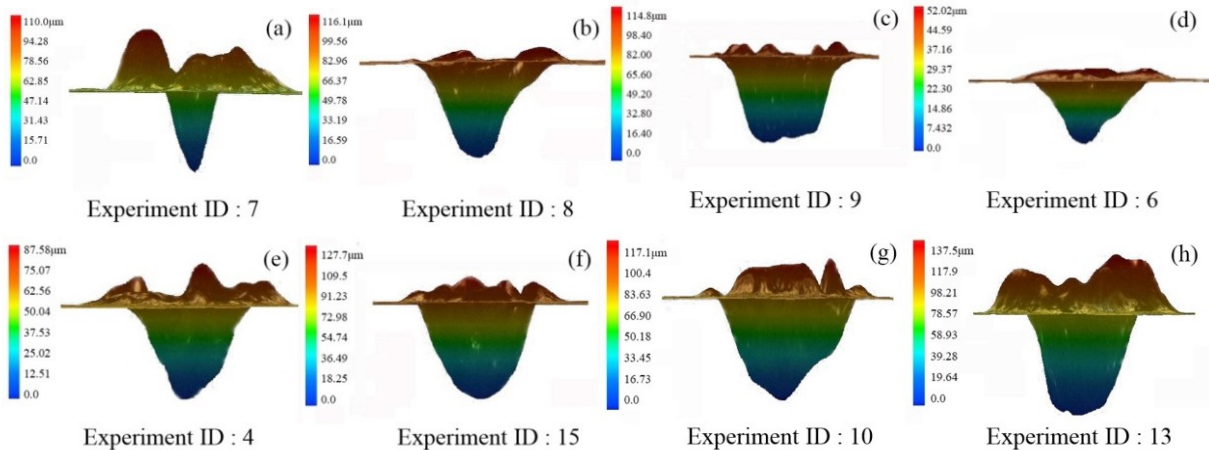 110.0μm
94.28
78.56
62.85
47.14
31.43
15.71
0.0
(a)
Experiment ID : 7
116.1μm
99.56
82.96
66.37
49.78
33.19
16.59
0.0
(b)
Experiment ID : 8
114.8μm
98.40
82.00
65.60
49.20
32.80
16.40
0.0
(c)
Experiment ID : 9
52.02μm
44.59
37.16
29.37
22.30
14.86
7.432
0.0
(d)
Experiment ID : 6
87.58μm
75.07
62.56
50.04
37.53
25.02
12.51
0.0
(e)
Experiment ID : 4
127.7μm
109.5
91.23
72.98
54.74
36.49
18.25
0.0
(f)
Experiment ID : 15
117.1μm
100.4
83.63
66.90
50.18
33.45
16.73
0.0
(g)
Experiment ID : 10
137.5μm
117.9
98.21
78.57
58.93
39.28
19.64
0.0
(h)
Experiment ID : 13